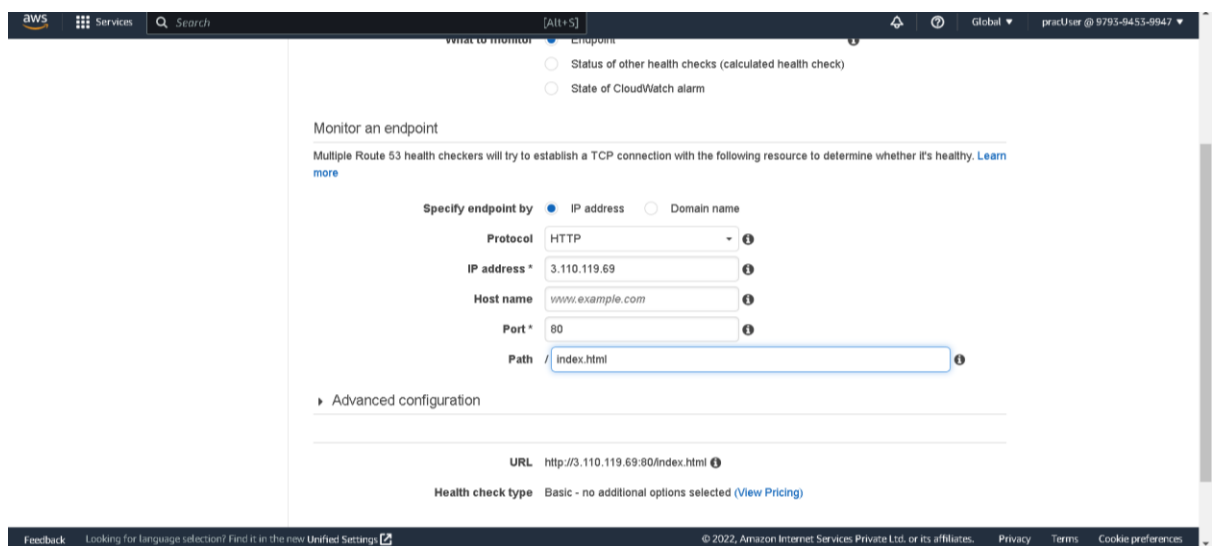 aws Services Search [Alt+S] Global practUser @ 9793-9453-9947
What to monitor Endpoint
Status of other health checks (calculated health check)
State of CloudWatch alarm
Monitor an endpoint
Multiple Route 53 health checkers will try to establish a TCP connection with the following resource to determine whether it's healthy. Learn
more
Specify endpoint by IP address Domain name
Protocol HTTP
IP address * 3.110.119.69
Host name www.example.com
Port * 80
Path / index.html
Advanced configuration
URL http://3.110.119.69:80/index.html
Health check type Basic - no additional options selected (View Pricing)
Feedback Looking for language selection? Find it in the new Unified Settings © 2022, Amazon Internet Services Private Ltd. or its affiliates. Privacy Terms Cookie preferences